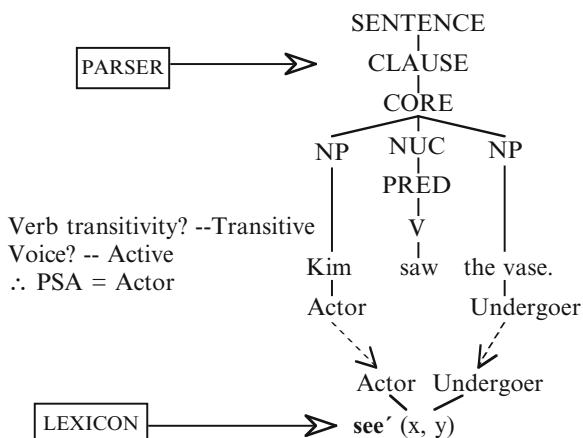 SENTENCE
PARSER
CLAUSE
CORE
NP NUC NP
PRED
Verb transitivity? --Transitive
V
Voice? -- Active
∴ PSA = Actor
Kim saw the vase.
Actor Undergoer
Actor Undergoer
LEXICON
see´ (x, y)